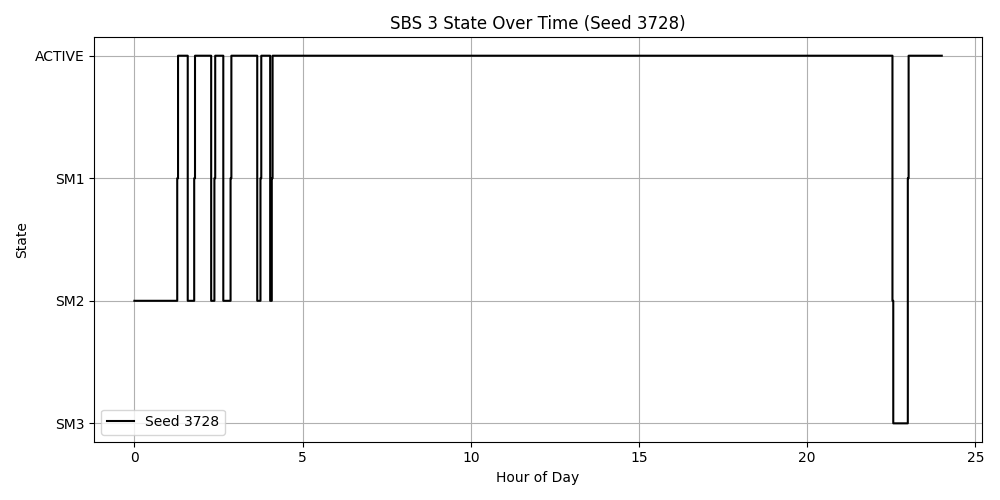 SBS 3 State Over Time (Seed 3728)
ACTIVE
SM1
SM2
SM3
State
Seed 3728
0 5 10 15 20 25
Hour of Day